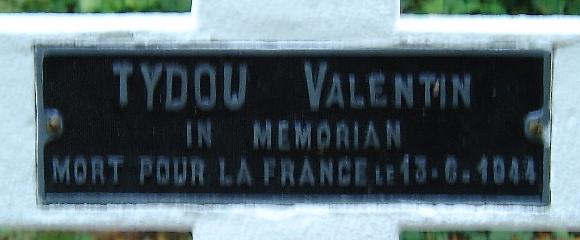 TYDOU VALENTIN
IN MEMORIAN
MORT POUR LA FRANCE LE 13-6-1944